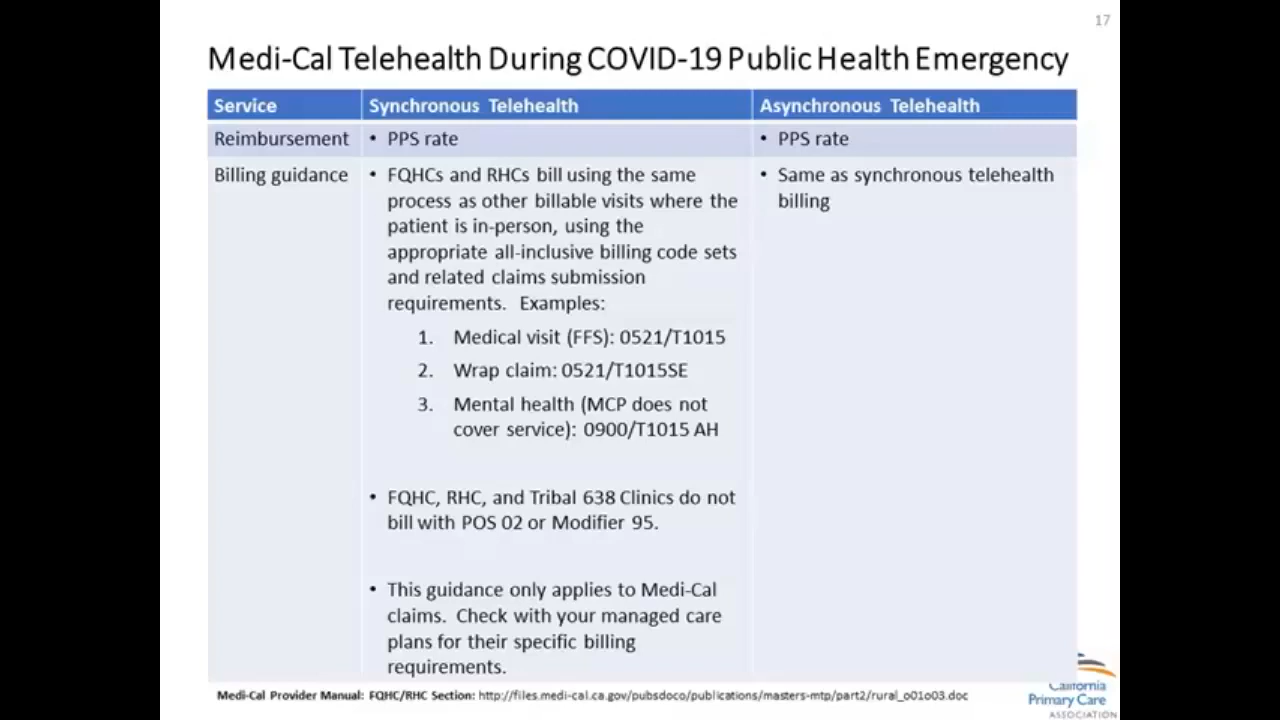 17
Medi-Cal Telehealth During COVID-19 Public Health Emergency
Service
Synchronous Telehealth
Asynchronous Telehealth
Reimbursement
• PPS rate
• PPS rate
Billing guidance
• FQHCs and RHCs bill using the same
process as other billable visits where the
patient is in-person, using the
appropriate all-inclusive billing code sets
and related claims submission
requirements. Examples:
1. Medical visit (FFS): 0521/T1015
2. Wrap claim: 0521/T1015SE
3. Mental health (MCP does not
cover service): 0900/T1015 AH
• FQHC, RHC, and Tribal 638 Clinics do not
bill with POS 02 or Modifier 95.
• This guidance only applies to Medi-Cal
claims. Check with your managed care
plans for their specific billing
requirements.
• Same as synchronous telehealth
billing
Medi-Cal Provider Manual: FQHC/RHC Section: http://files.medi-cal.ca.gov/pubsdoco/publications/masters-mtp/part2/rural_o01o03.doc
California
Primary Care
ASSOCIATION